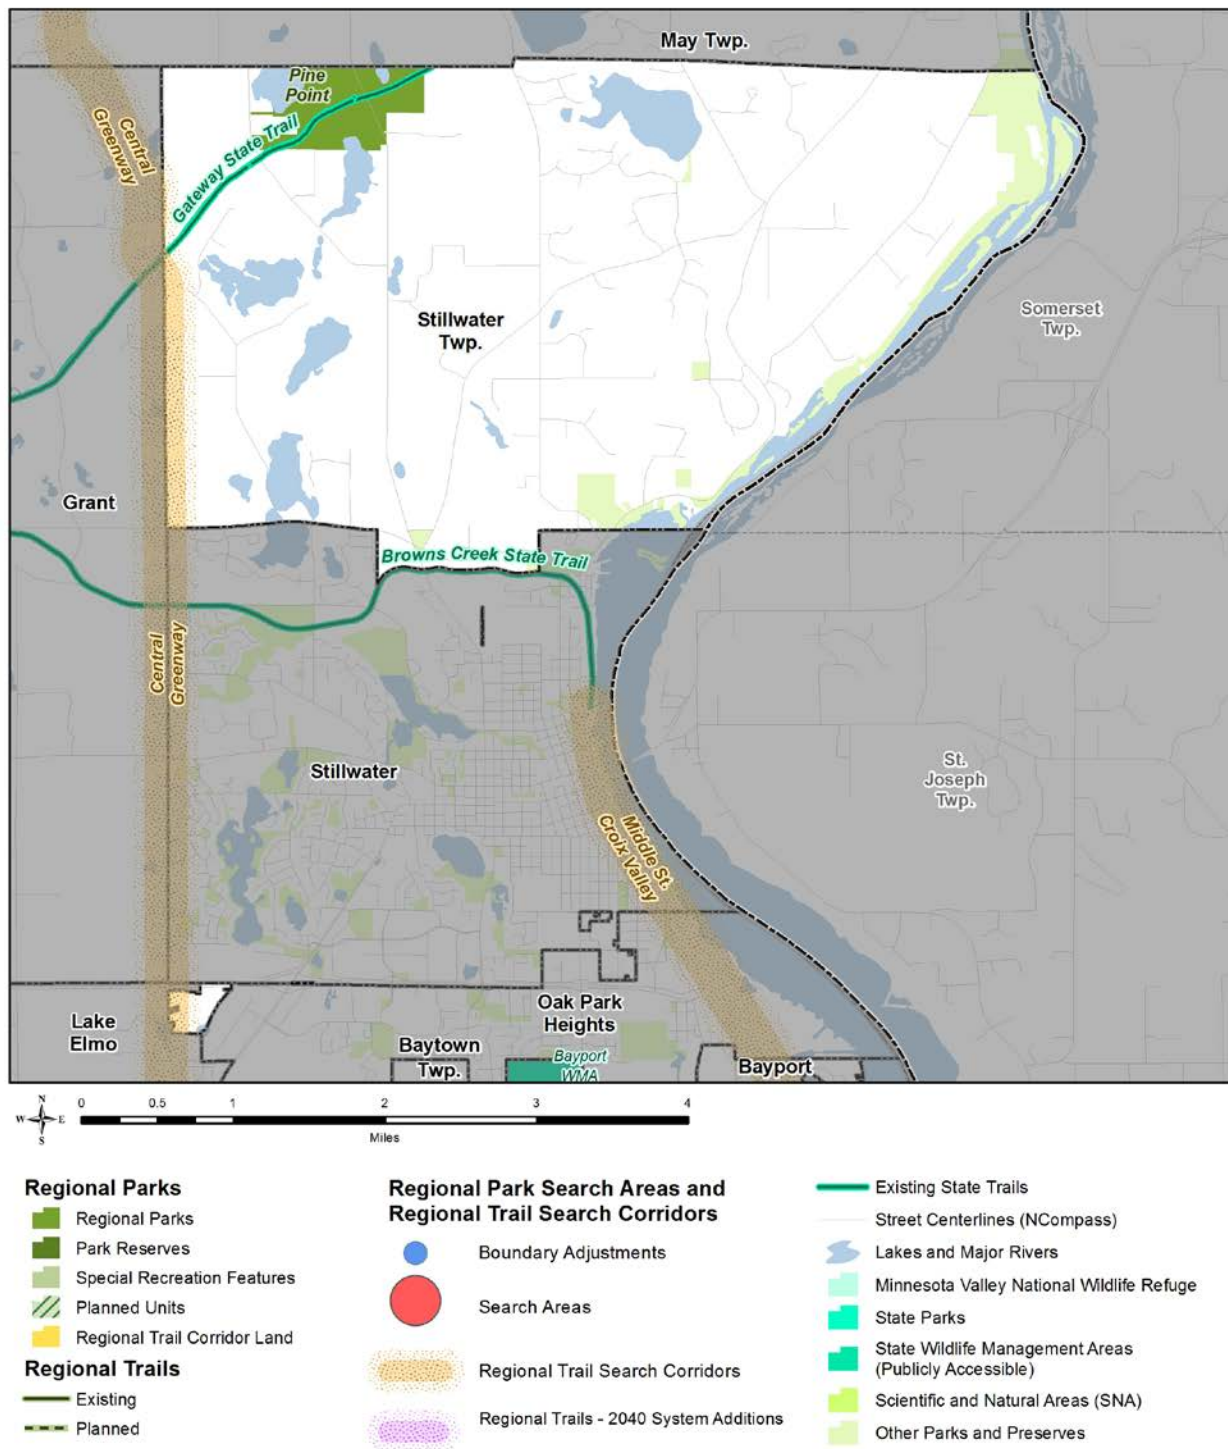 May Twp.
Pine
Point
Central
Greenway
Gateway State Trail
Stillwater
Twp.
Somerset
Twp.
Grant
Browns Creek State Trail
Central
Greenway
Stillwater
St.
Joseph
Twp.
Middle St.
Croix Valley
Lake
Elmo
Oak Park
Heights
Baytown
Twp.
Bayport
WMA
Bayport
N
W
E
S
0
0.5
1
2
3
4
Miles
Regional Parks
Regional Parks
Park Reserves
Special Recreation Features
Planned Units
Regional Trail Corridor Land
Regional Trails
Existing
Planned
Regional Park Search Areas and
Regional Trail Search Corridors
Boundary Adjustments
Search Areas
Regional Trail Search Corridors
Regional Trails - 2040 System Additions
Existing State Trails
Street Centerlines (NCompass)
Lakes and Major Rivers
Minnesota Valley National Wildlife Refuge
State Parks
State Wildlife Management Areas
(Publicly Accessible)
Scientific and Natural Areas (SNA)
Other Parks and Preserves